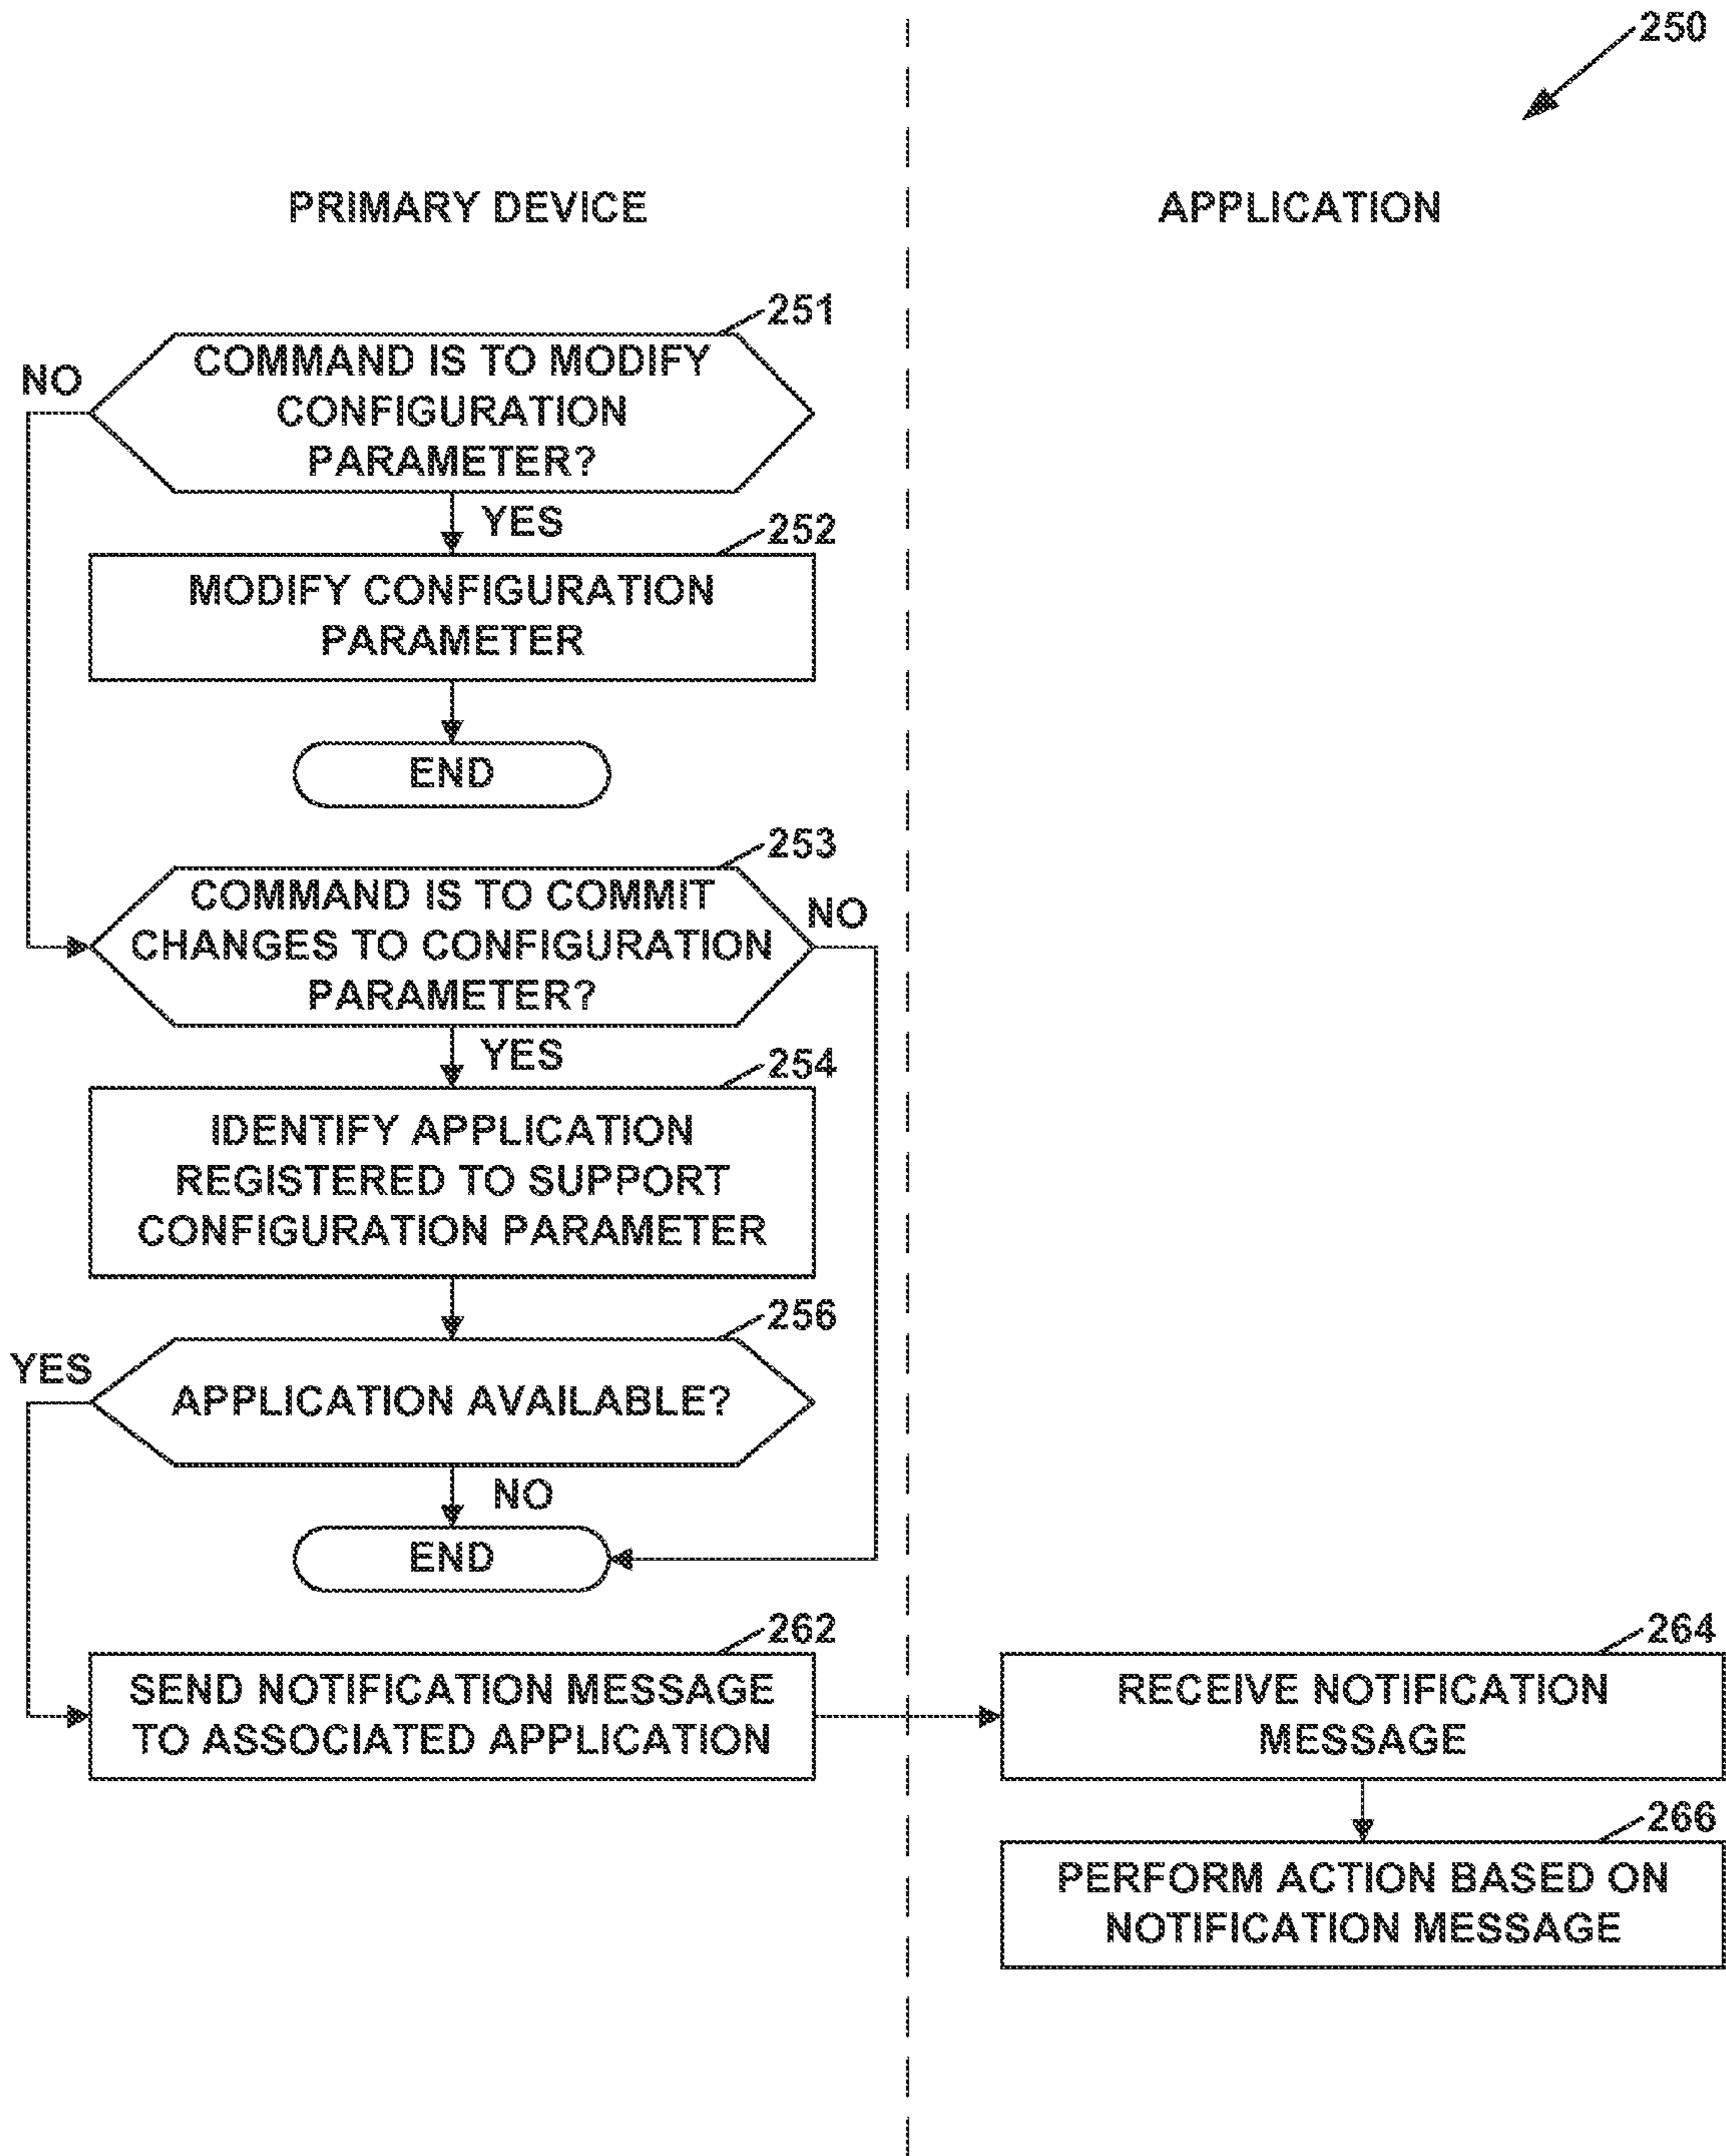 250
PRIMARY DEVICE
APPLICATION
251
COMMAND IS TO MODIFY
CONFIGURATION
PARAMETER?
NO
YES
252
MODIFY CONFIGURATION
PARAMETER
END
253
COMMAND IS TO COMMIT
CHANGES TO CONFIGURATION
PARAMETER?
NO
YES
254
IDENTIFY APPLICATION
REGISTERED TO SUPPORT
CONFIGURATION PARAMETER
256
YES
APPLICATION AVAILABLE?
NO
END
262
SEND NOTIFICATION MESSAGE
TO ASSOCIATED APPLICATION
264
RECEIVE NOTIFICATION
MESSAGE
266
PERFORM ACTION BASED ON
NOTIFICATION MESSAGE